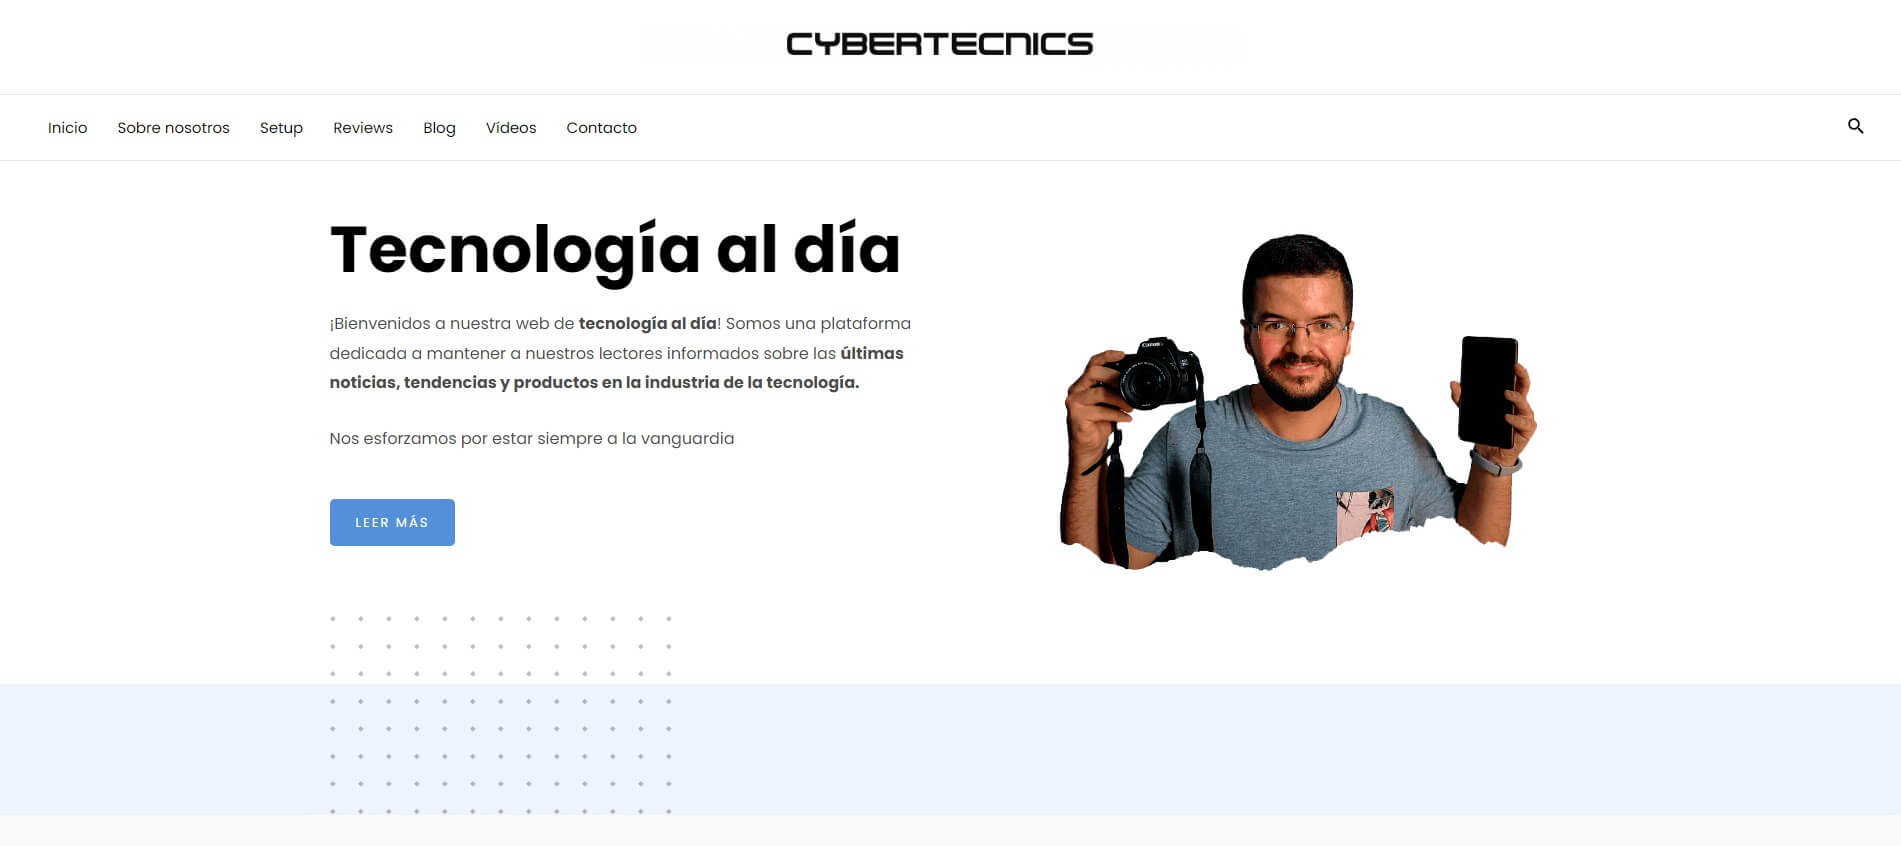 CYBERTECNICS
Inicio Sobre nosotros Setup Reviews Blog Vídeos Contacto
Tecnología al día
¡Bienvenidos a nuestra web de tecnología al día! Somos una plataforma
dedicada a mantener a nuestros lectores informados sobre las últimas
noticias, tendencias y productos en la industria de la tecnología.
Nos esforzamos por estar siempre a la vanguardia
LEER MÁS
Canon